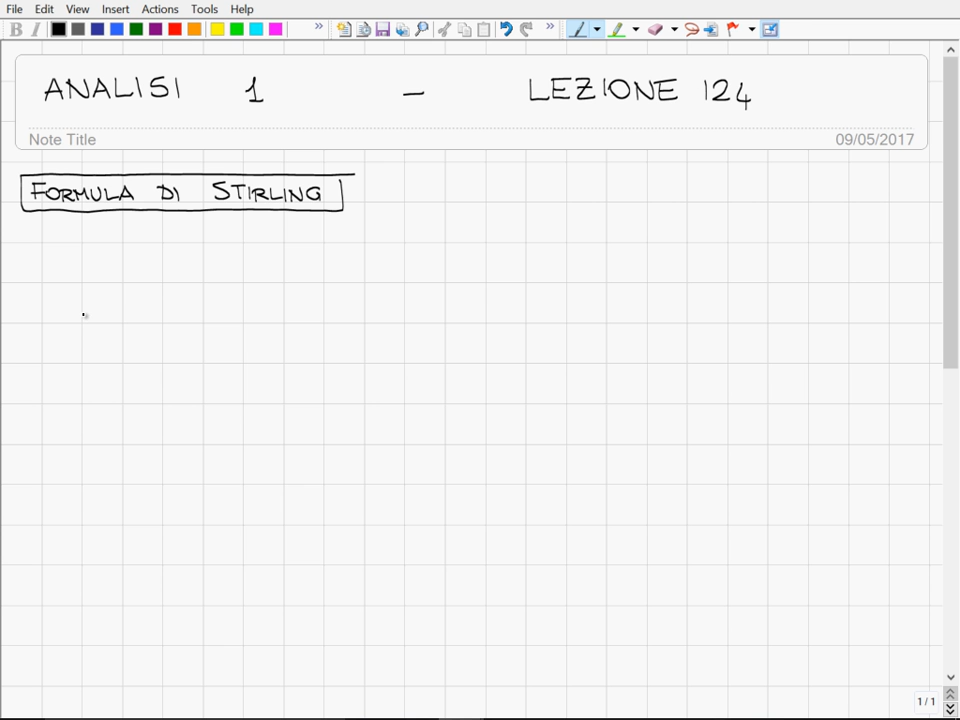 File Edit View Insert Actions Tools Help
B I » »
ANALISI 1 - LEZIONE 124
Note Title 09/05/2017
FORMULA DI STIRLING
1/1